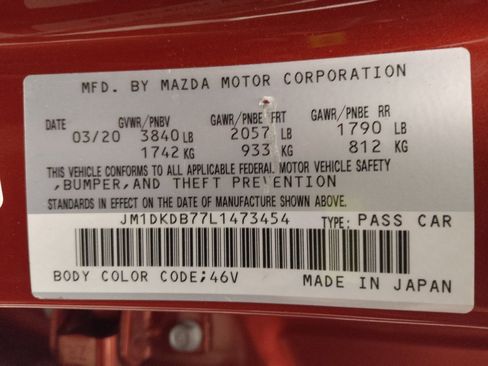 MFD. BY MAZDA MOTOR CORPORATION
DATE GVWR/PNBV GAWR/PNBE FRT GAWR/PNBE RR
03/20 3840 LB 2057 LB 1790 LB
1742 KG 933 KG 812 KG
THIS VEHICLE CONFORMS TO ALL APPLICABLE FEDERAL MOTOR VEHICLE SAFETY
,BUMPER,AND THEFT PREVENTION
STANDARDS IN EFFECT ON THE DATE OF MANUFACTURE SHOWN ABOVE.
JM1DKDB77L1473454 TYPE: PASS CAR
BODY COLOR CODE;46V MADE IN JAPAN